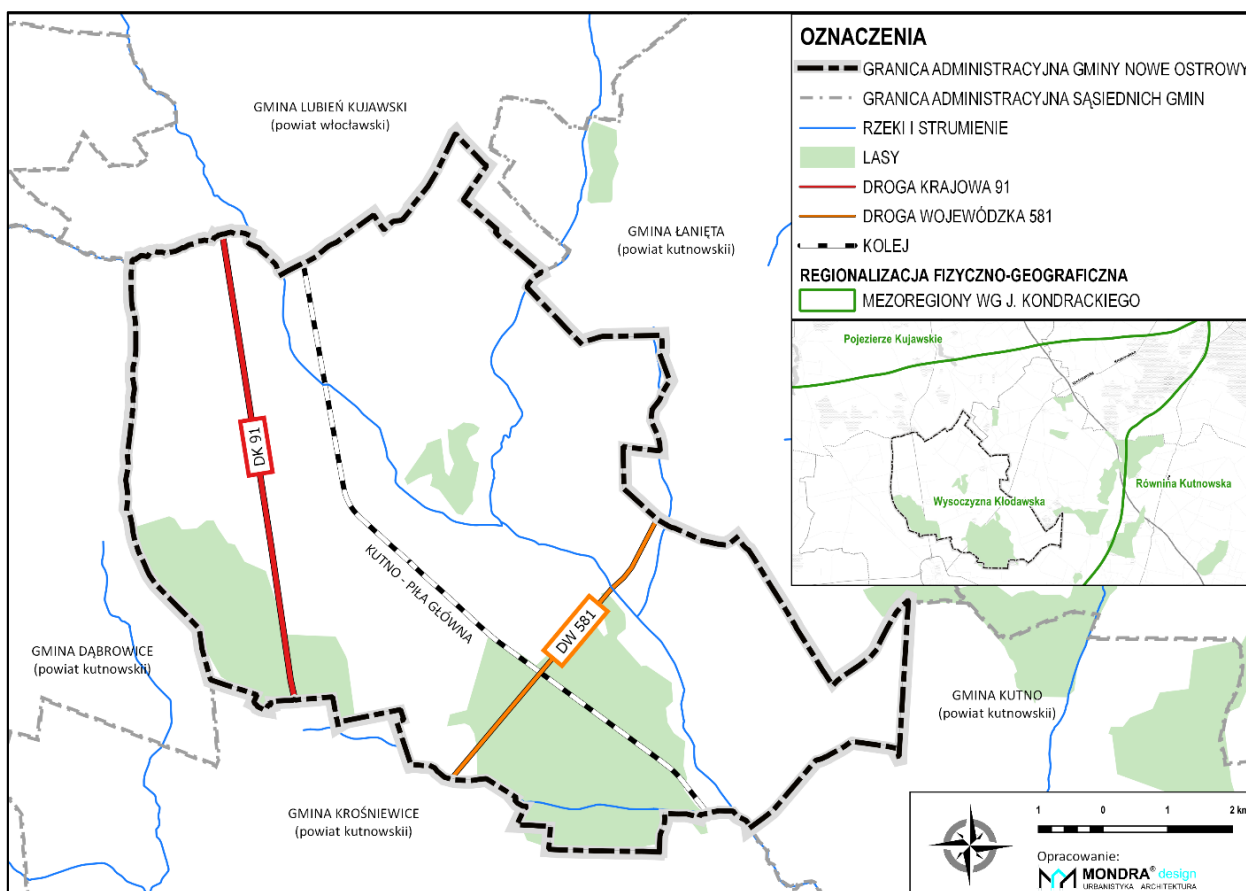 OZNACZENIA
GRANICA ADMINISTRACYJNA GMINY NOWE OSTROWY
GRANICA ADMINISTRACYJNA SĄSIEDNICH GMIN
RZEKI I STRUMIENIE
LASY
DROGA KRAJOWA 91
DROGA WOJEWÓDZKA 581
KOLEJ
REGIONALIZACJA FIZYCZNO-GEOGRAFICZNA
MEZOREGIONY WG J. KONDRACKIEGO
Pojezierze Kujawskie
Równina Kutnowska
Wysoczyzna Kłodawska
GMINA LUBIEŃ KUJAWSKI
(powiat włocławski)
GMINA ŁANIĘTA
(powiat kutnowskii)
DK 91
KUTNO - PIŁA GŁÓWNA
DW 581
GMINA DĄBROWICE
(powiat kutnowskii)
GMINA KUTNO
(powiat kutnowskii)
GMINA KROŚNIEWICE
(powiat kutnowskii)
1 0 1 2 km
Opracowanie:
MONDRA® design
URBANISTYKA ARCHITEKTURA